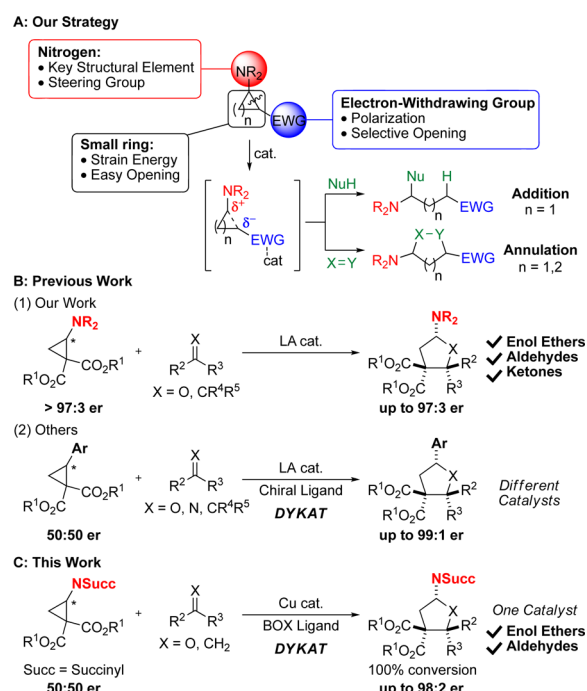 A: Our Strategy
Nitrogen:
• Key Structural Element
• Steering Group
NR2
( )n
EWG
Electron-Withdrawing Group
• Polarization
• Selective Opening
Small ring:
• Strain Energy
• Easy Opening
cat.
NR2
δ+
δ−
( )n
EWG
cat
NuH
X=Y
Nu
H
R2N
( )n
EWG
Addition
n = 1
X−Y
R2N
( )n
EWG
Annulation
n = 1,2
B: Previous Work
(1) Our Work
NR2
*
R1O2C
CO2R1
> 97:3 er
+
X
R2
R3
X = O, CR4R5
LA cat.
NR2
X
R1O2C
R2
R1O2C
R3
up to 97:3 er
✓ Enol Ethers
✓ Aldehydes
✓ Ketones
(2) Others
Ar
*
R1O2C
CO2R1
50:50 er
+
X
R2
R3
X = O, N, CR4R5
LA cat.
Chiral Ligand
DYKAT
Ar
X
R1O2C
R2
R1O2C
R3
up to 99:1 er
Different
Catalysts
C: This Work
NSucc
*
R1O2C
CO2R1
Succ = Succinyl
50:50 er
+
X
R2
R3
X = O, CH2
Cu cat.
BOX Ligand
DYKAT
NSucc
X
R1O2C
R2
R1O2C
R3
100% conversion
up to 98:2 er
One Catalyst
✓ Enol Ethers
✓ Aldehydes